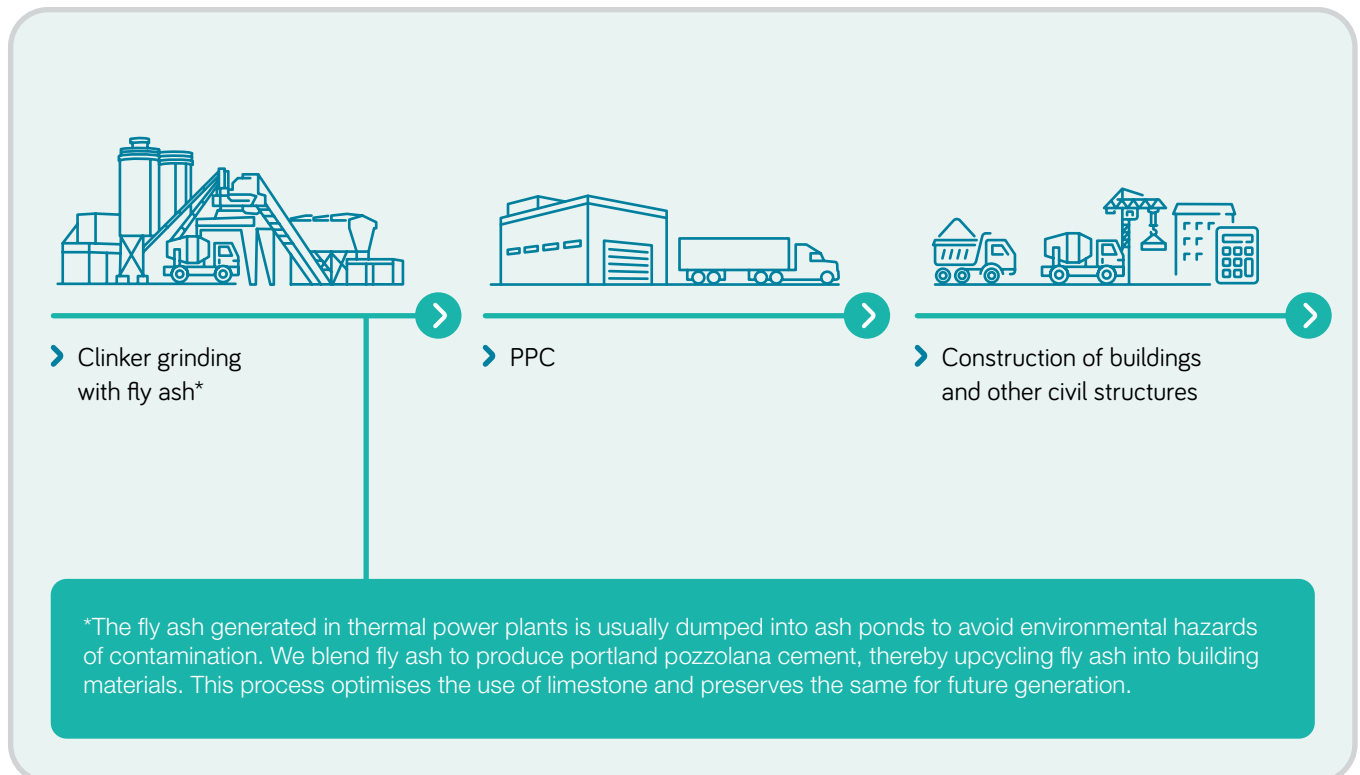 Clinker grinding
with fly ash*
PPC
Construction of buildings
and other civil structures
*The fly ash generated in thermal power plants is usually dumped into ash ponds to avoid environmental hazards
of contamination. We blend fly ash to produce portland pozzolana cement, thereby upcycling fly ash into building
materials. This process optimises the use of limestone and preserves the same for future generation.